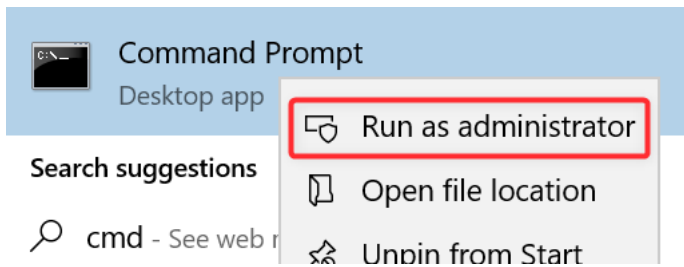 C:\_
Command Prompt
Desktop app
Run as administrator
Search suggestions
Open file location
cmd - See web
Unpin from Start